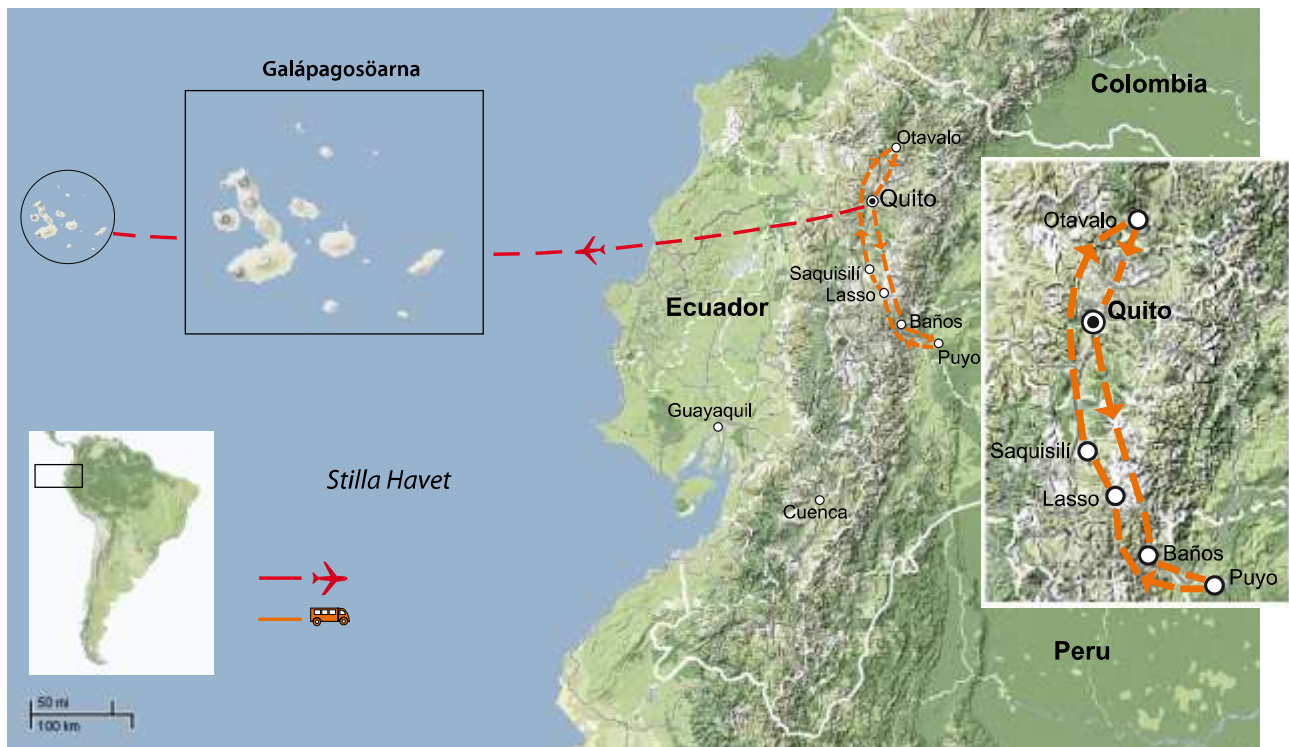 Galápagosöarna
Colombia
Otavalo
Quito
Saquisilí
Lasso
Ecuador
Baños
Puyo
Guayaquil
Cuenca
Stilla Havet
Peru
50 mi
100 km
Otavalo
Quito
Saquisilí
Lasso
Baños
Puyo